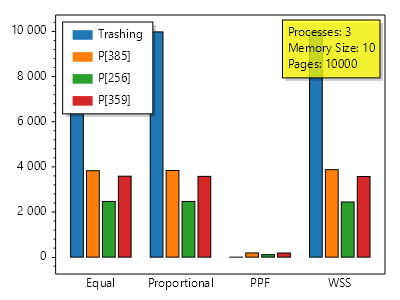 10 000
8 000
6 000
4 000
2 000
0
Trashing
P[385]
P[256]
P[359]
Processes: 3
Memory Size: 10
Pages: 10000
Equal
Proportional
PPF
WSS